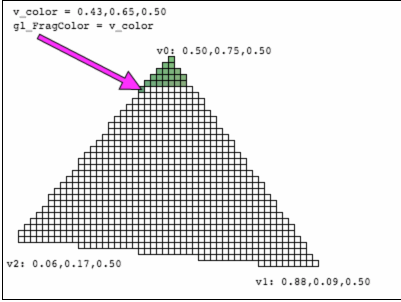 v_color = 0.43,0.65,0.50
gl_FragColor = v_color
v0: 0.50,0.75,0.50
v2: 0.06,0.17,0.50
v1: 0.88,0.09,0.50